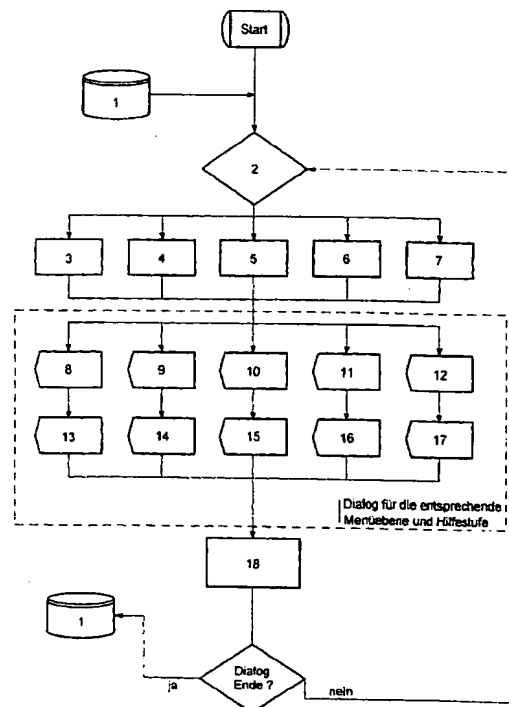 Start
1
2
3 4 5 6 7
8 9 10 11 12
13 14 15 16 17
Dialog für die entsprechende
Menüebene und Hilfestufe
18
1
Dialog
Ende ?
ja
nein